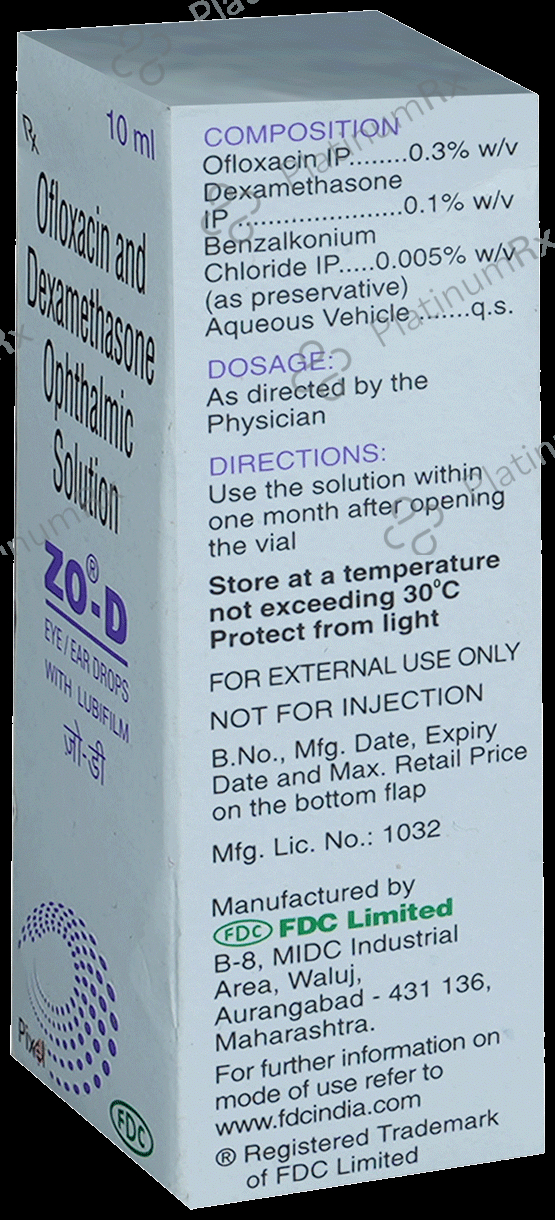 Rx
10 ml
Ofloxacin and
Dexamethasone
Ophthalmic
Solution
ZO®-D
EYE / EAR DROPS
WITH LUBIFILM
ज़ो-डी
Pixel
FDC
COMPOSITION
Ofloxacin IP........0.3% w/v
Dexamethasone
IP ......................0.1% w/v
Benzalkonium
Chloride IP.....0.005% w/v
(as preservative)
Aqueous Vehicle.......q.s.
DOSAGE:
As directed by the
Physician
DIRECTIONS:
Use the solution within
one month after opening
the vial
Store at a temperature
not exceeding 30°C
Protect from light
FOR EXTERNAL USE ONLY
NOT FOR INJECTION
B.No., Mfg. Date, Expiry
Date and Max. Retail Price
on the bottom flap
Mfg. Lic. No.: 1032
Manufactured by
FDC FDC Limited
B-8, MIDC Industrial
Area, Waluj,
Aurangabad - 431 136,
Maharashtra.
For further information on
mode of use refer to
www.fdcindia.com
® Registered Trademark
of FDC Limited
PlatinumRx
PlatinumRx
PlatinumRx